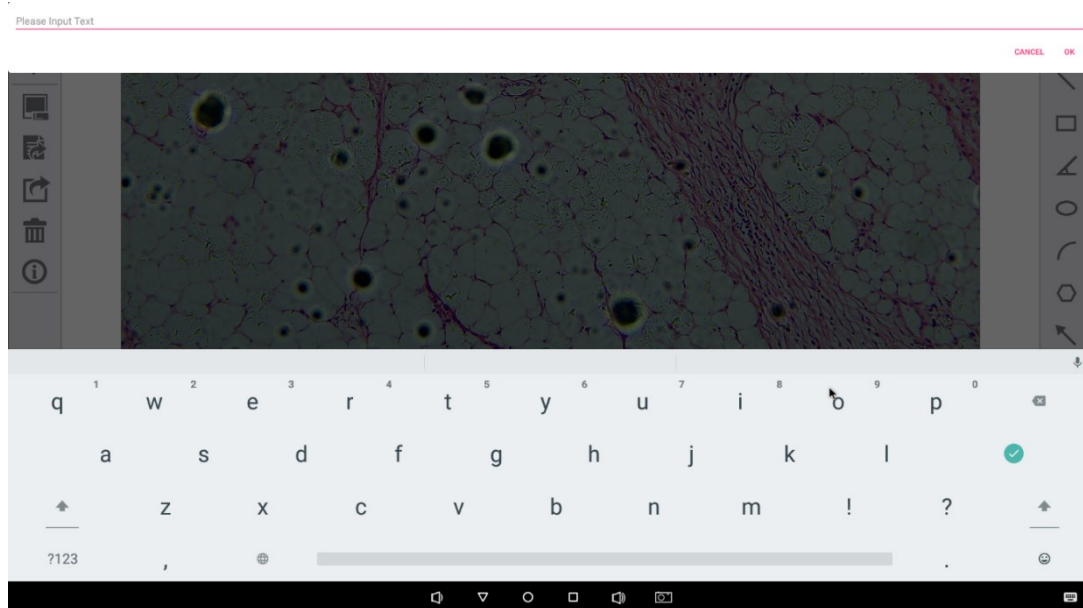 Please Input Text
CANCEL OK
1 2 3 4 5 6 7 8 9 0
q w e r t y u i o p
a s d f g h j k l
z x c v b n m ! ?
?123 , .